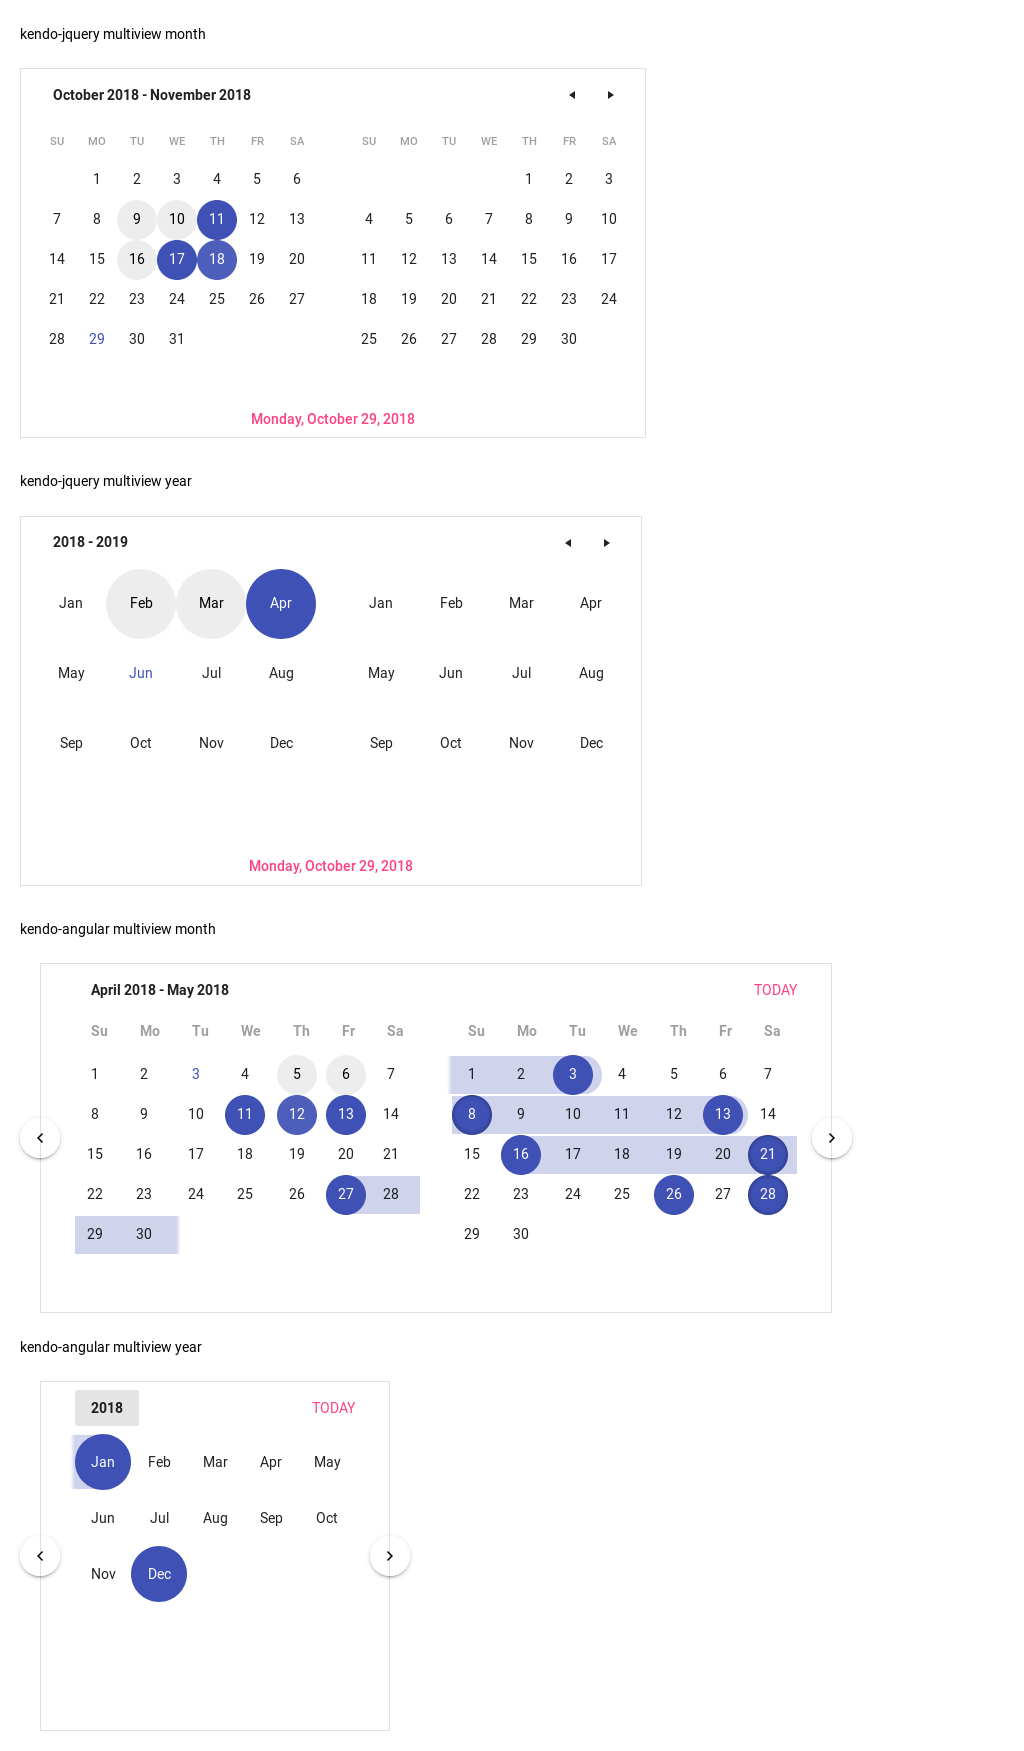 kendo-jquery multiview month
October 2018 - November 2018
SU MO TU WE TH FR SA SU MO TU WE TH FR SA
1 2 3 4 5 6 1 2 3
7 8 9 10 11 12 13 4 5 6 7 8 9 10
14 15 16 17 18 19 20 11 12 13 14 15 16 17
21 22 23 24 25 26 27 18 19 20 21 22 23 24
28 29 30 31 25 26 27 28 29 30
Monday, October 29, 2018
kendo-jquery multiview year
2018 - 2019
Jan Feb Mar Apr Jan Feb Mar Apr
May Jun Jul Aug May Jun Jul Aug
Sep Oct Nov Dec Sep Oct Nov Dec
Monday, October 29, 2018
kendo-angular multiview month
April 2018 - May 2018 TODAY
Su Mo Tu We Th Fr Sa Su Mo Tu We Th Fr Sa
1 2 3 4 5 6 7 1 2 3 4 5 6 7
8 9 10 11 12 13 14 8 9 10 11 12 13 14
15 16 17 18 19 20 21 15 16 17 18 19 20 21
22 23 24 25 26 27 28 22 23 24 25 26 27 28
29 30 29 30
kendo-angular multiview year
2018 TODAY
Jan Feb Mar Apr May
Jun Jul Aug Sep Oct
Nov Dec